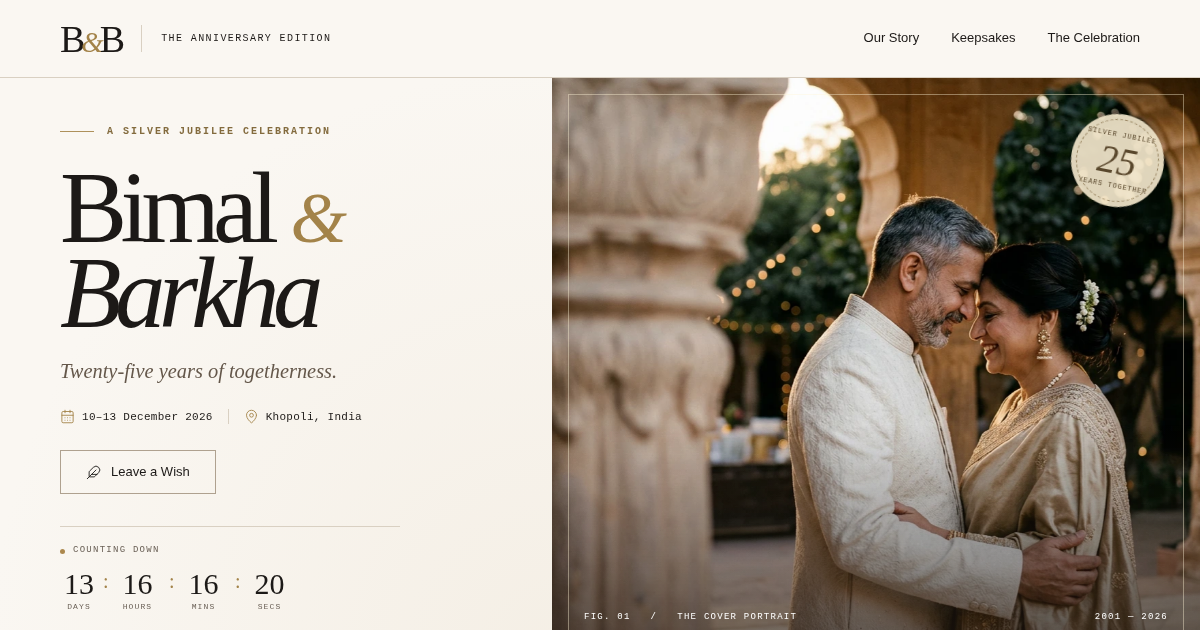 B&B
THE ANNIVERSARY EDITION
Our Story
Keepsakes
The Celebration
A SILVER JUBILEE CELEBRATION
Bimal &
Barkha
Twenty-five years of togetherness.
10–13 December 2026
Khopoli, India
Leave a Wish
COUNTING DOWN
13 : 16 : 16 : 20
DAYS HOURS MINS SECS
SILVER JUBILEE
25
YEARS TOGETHER
FIG. 01 / THE COVER PORTRAIT
2001 — 2026